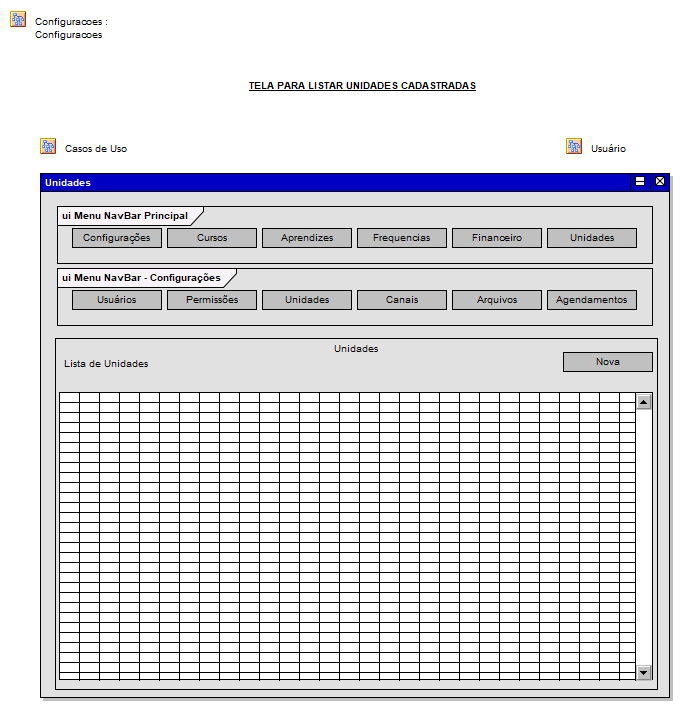 Configuracoes :
Configuracoes
TELA PARA LISTAR UNIDADES CADASTRADAS
Casos de Uso
Usuário
Unidades
ui Menu NavBar Principal
Configurações
Cursos
Aprendizes
Frequencias
Financeiro
Unidades
ui Menu NavBar - Configurações
Usuários
Permissões
Unidades
Canais
Arquivos
Agendamentos
Unidades
Lista de Unidades
Nova